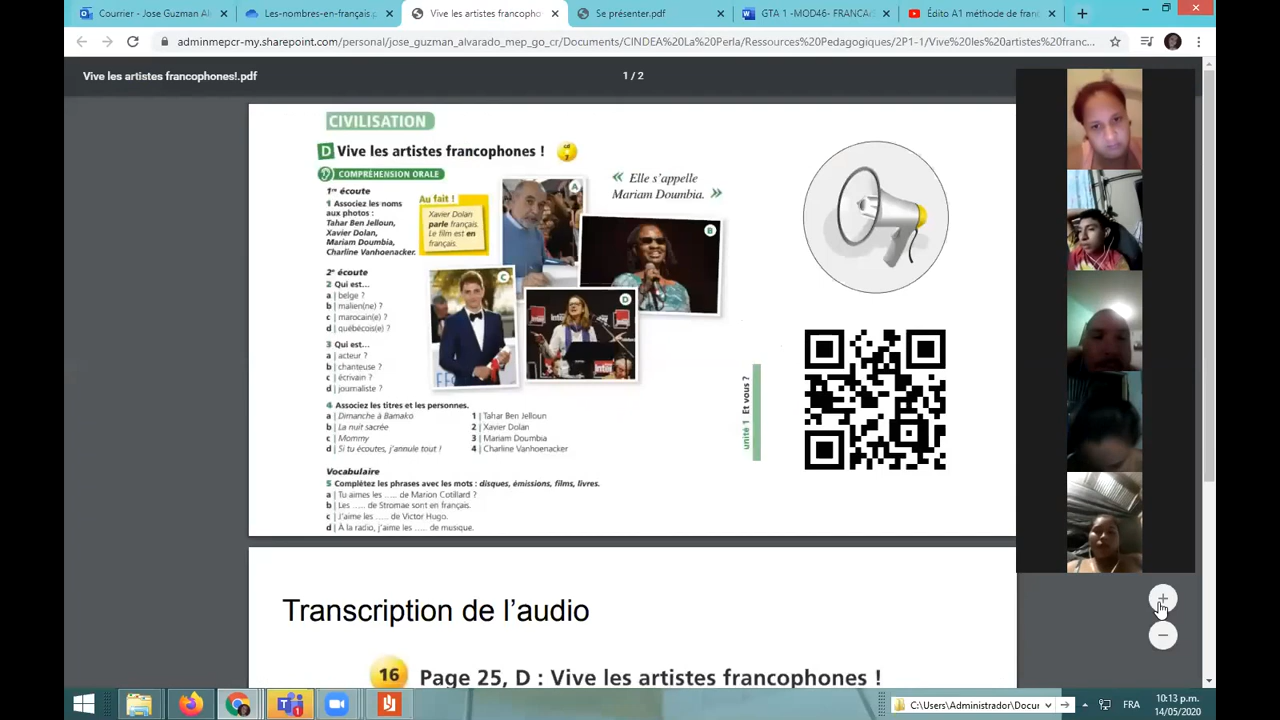 Courrier - Jose Guzman Al
Les-nombres-en-français
Vive les artistes francopho
Se présenter.pdf
GTA 1 -MOD46- FRANCAi
Édito A1 méthode de fran
adminmepcr-my.sharepoint.com/personal/jose_guzman_alvarado_mep_go_cr/Documents/CINDEA%20La%20Perla/Ressources%20Pedagogiques/2P1-1/Vive%20les%20artistes%20franc...
Vive les artistes francophones!.pdf
1 / 2
CIVILISATION
D Vive les artistes francophones !
COMPRÉHENSION ORALE
1re écoute
1 Associez les noms
aux photos :
Tahar Ben Jelloun,
Xavier Dolan,
Mariam Doumbia,
Charline Vanhoenacker.
Au fait !
Xavier Dolan
parle français.
Le film est en
français.
« Elle s'appelle
Mariam Doumbia. »
A
B
C
D
2e écoute
2 Qui est...
a | belge ?
b | malien(ne) ?
c | marocain(e) ?
d | québécois(e) ?
3 Qui est...
a | acteur ?
b | chanteuse ?
c | écrivain ?
d | journaliste ?
4 Associez les titres et les personnes.
a | Dimanche à Bamako 1 | Tahar Ben Jelloun
b | La nuit sacrée 2 | Xavier Dolan
c | Mommy 3 | Mariam Doumbia
d | Si tu écoutes, j'annule tout ! 4 | Charline Vanhoenacker
Vocabulaire
5 Complétez les phrases avec les mots : disques, émissions, films, livres.
a | Tu aimes les ..... de Marion Cotillard ?
b | Les ..... de Stromae sont en français.
c | J'aime les ..... de Victor Hugo.
d | À la radio, j'aime les ..... de musique.
unité 1 Et vous ?
Transcription de l'audio
16 Page 25, D : Vive les artistes francophones !
C:\Users\Administrador\Docur
FRA
10:13 p.m.
14/05/2020